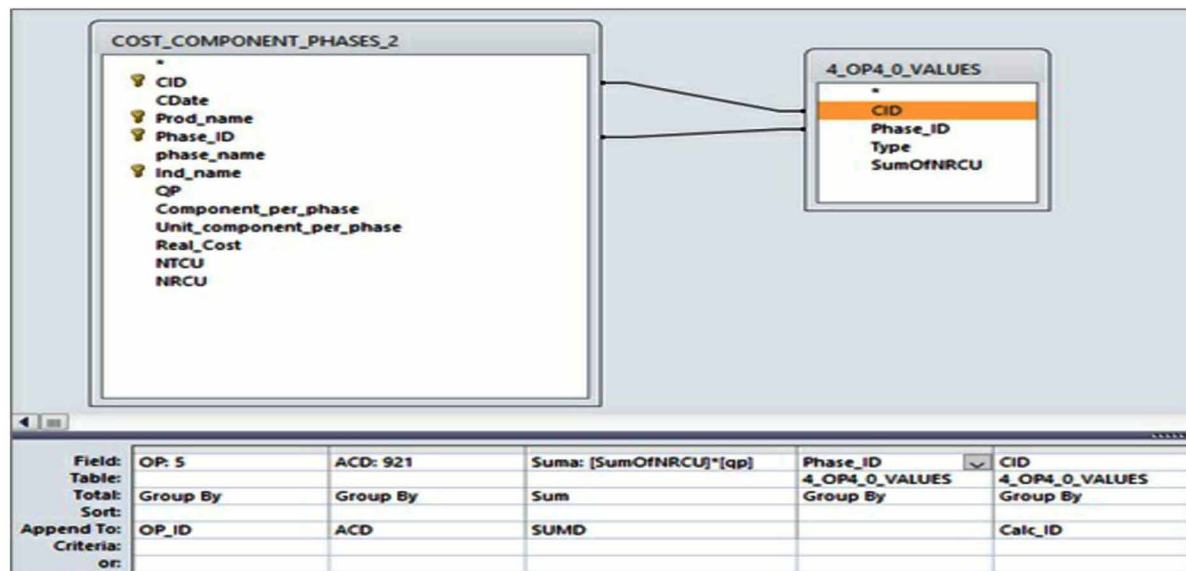 COST_COMPONENT_PHASES_2
*
CID
CDate
Prod_name
Phase_ID
phase_name
Ind_name
QP
Component_per_phase
Unit_component_per_phase
Real_Cost
NTCU
NRCU
4_OP4_0_VALUES
*
CID
Phase_ID
Type
SumOfNRCU
Field: OP: 5 ACD: 921 Suma: [SumOfNRCU]*[qp] Phase_ID CID
Table: 4_OP4_0_VALUES 4_OP4_0_VALUES
Total: Group By Group By Sum Group By Group By
Sort:
Append To: OP_ID ACD SUMD Calc_ID
Criteria:
or: